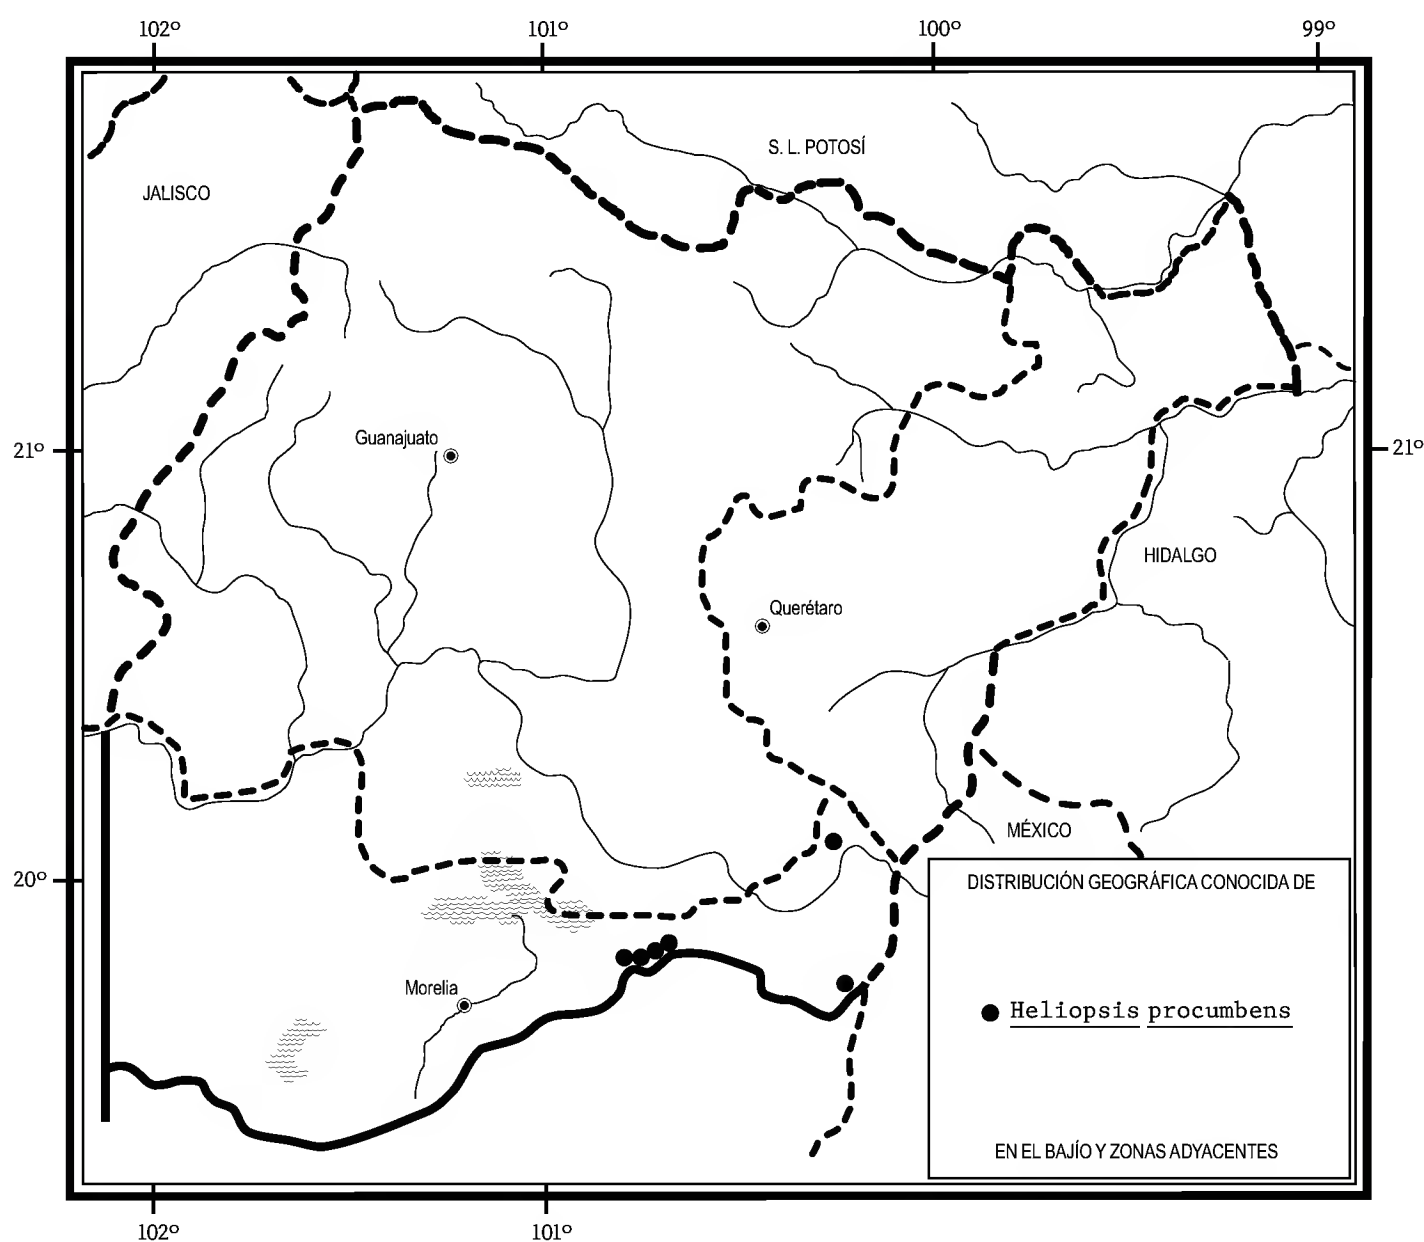 102º 101º 100º 99º
S. L. POTOSÍ
JALISCO
Guanajuato
21º 21º
HIDALGO
Querétaro
MÉXICO
20º
DISTRIBUCIÓN GEOGRÁFICA CONOCIDA DE
Morelia
Heliopsis procumbens
EN EL BAJÍO Y ZONAS ADYACENTES
102º 101º